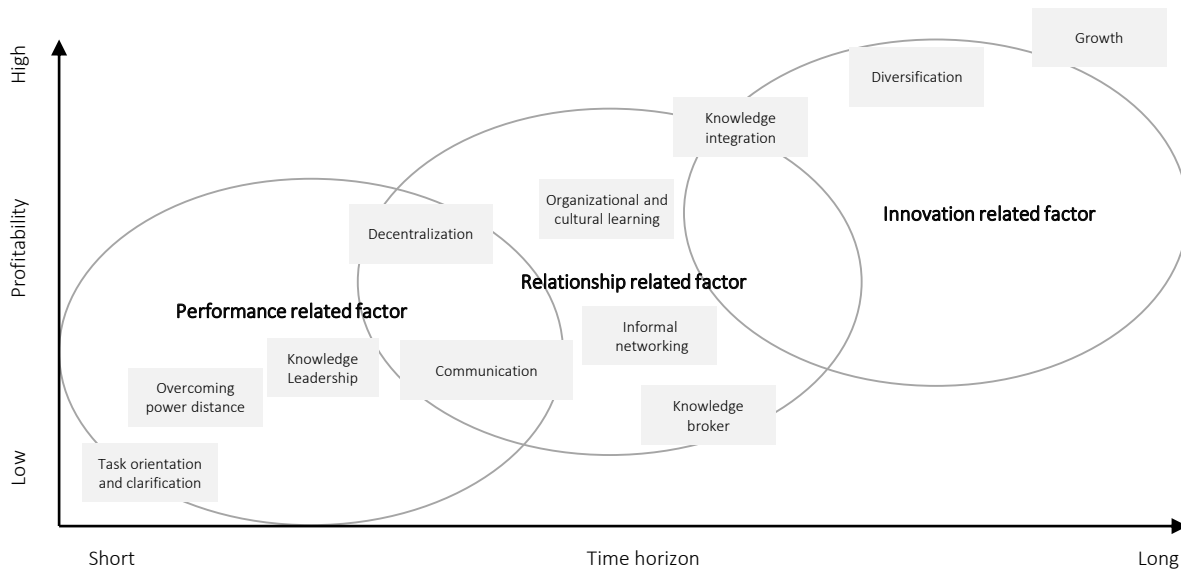 High
Growth
Diversification
Knowledge
integration
Organizational and
cultural learning
Profitability
Innovation related factor
Decentralization
Relationship related factor
Performance related factor
Informal
networking
Knowledge
Leadership
Communication
Overcoming
power distance
Knowledge
broker
Low
Task orientation
and clarification
Short
Time horizon
Long